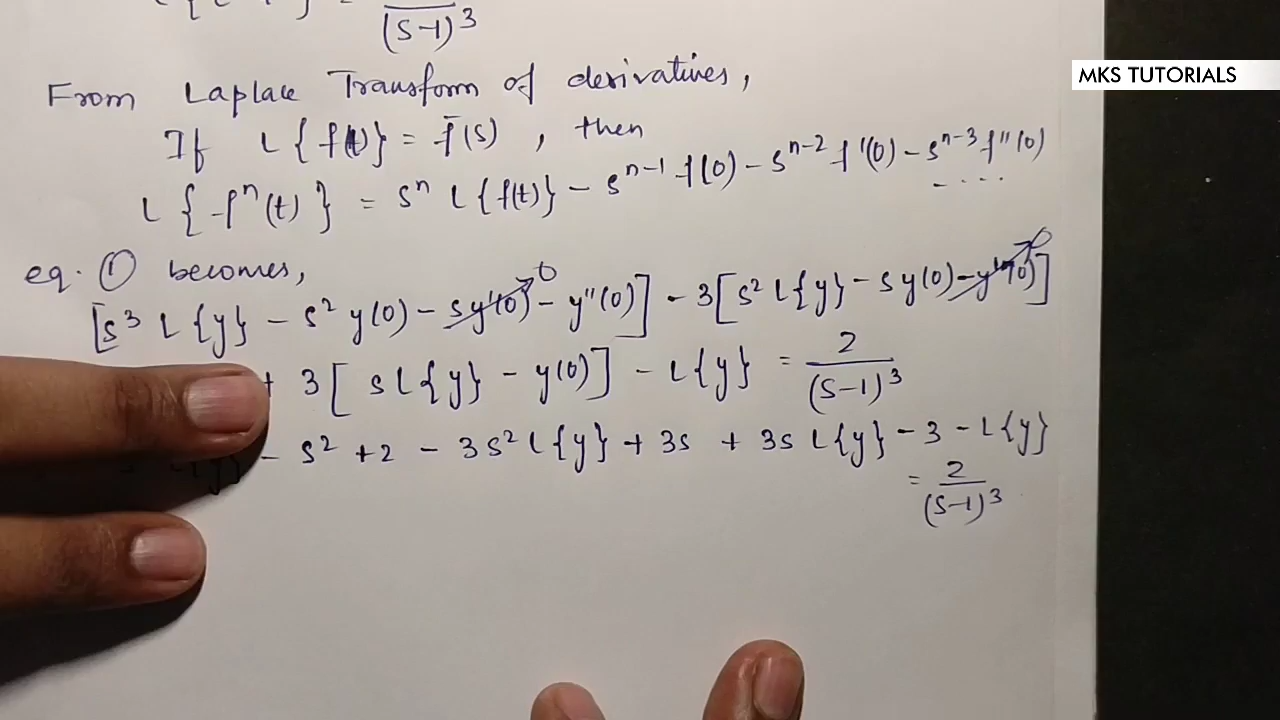 (S-1)³
MKS TUTORIALS
From Laplace Transform of derivatives,
If L{f(t)} = f̄(s), then
L{fⁿ(t)} = sⁿ L{f(t)} - sⁿ⁻¹ f(0) - sⁿ⁻² f'(0) - sⁿ⁻³ f''(0) ....
eq. ① becomes,
[s³ L{y} - s² y(0) - sy'(0) - y''(0)] - 3[s² L{y} - sy(0) - y'(0)]
+ 3[sL{y} - y(0)] - L{y} = 2/(S-1)³
- s² + 2 - 3s² L{y} + 3s + 3s L{y} - 3 - L{y}
= 2/(S-1)³